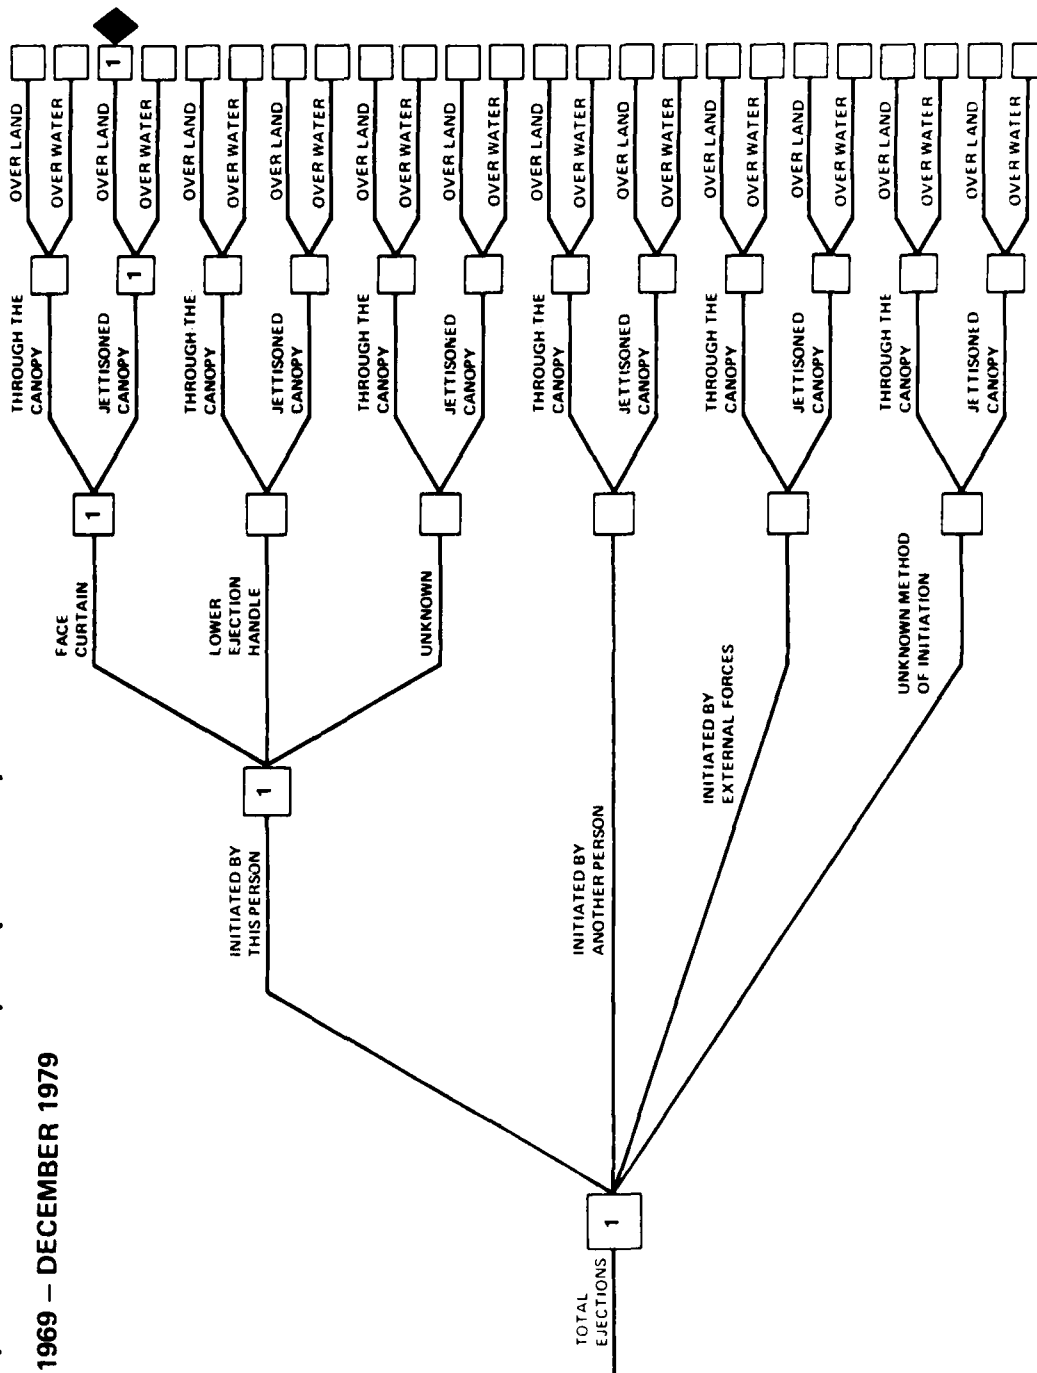 1969 – DECEMBER 1979
TOTAL
EJECTIONS
1
INITIATED BY
THIS PERSON
1
FACE
CURTAIN
1
THROUGH THE
CANOPY
OVER LAND
OVER WATER
JETTISONED
CANOPY
1
OVER LAND
1
OVER WATER
LOWER
EJECTION
HANDLE
THROUGH THE
CANOPY
OVER LAND
OVER WATER
JETTISONED
CANOPY
OVER LAND
OVER WATER
UNKNOWN
THROUGH THE
CANOPY
OVER LAND
OVER WATER
JETTISONED
CANOPY
OVER LAND
OVER WATER
INITIATED BY
ANOTHER PERSON
THROUGH THE
CANOPY
OVER LAND
OVER WATER
JETTISONED
CANOPY
OVER LAND
OVER WATER
INITIATED BY
EXTERNAL FORCES
THROUGH THE
CANOPY
OVER LAND
OVER WATER
JETTISONED
CANOPY
OVER LAND
OVER WATER
UNKNOWN METHOD
OF INITIATION
THROUGH THE
CANOPY
OVER LAND
OVER WATER
JETTISONED
CANOPY
OVER LAND
OVER WATER